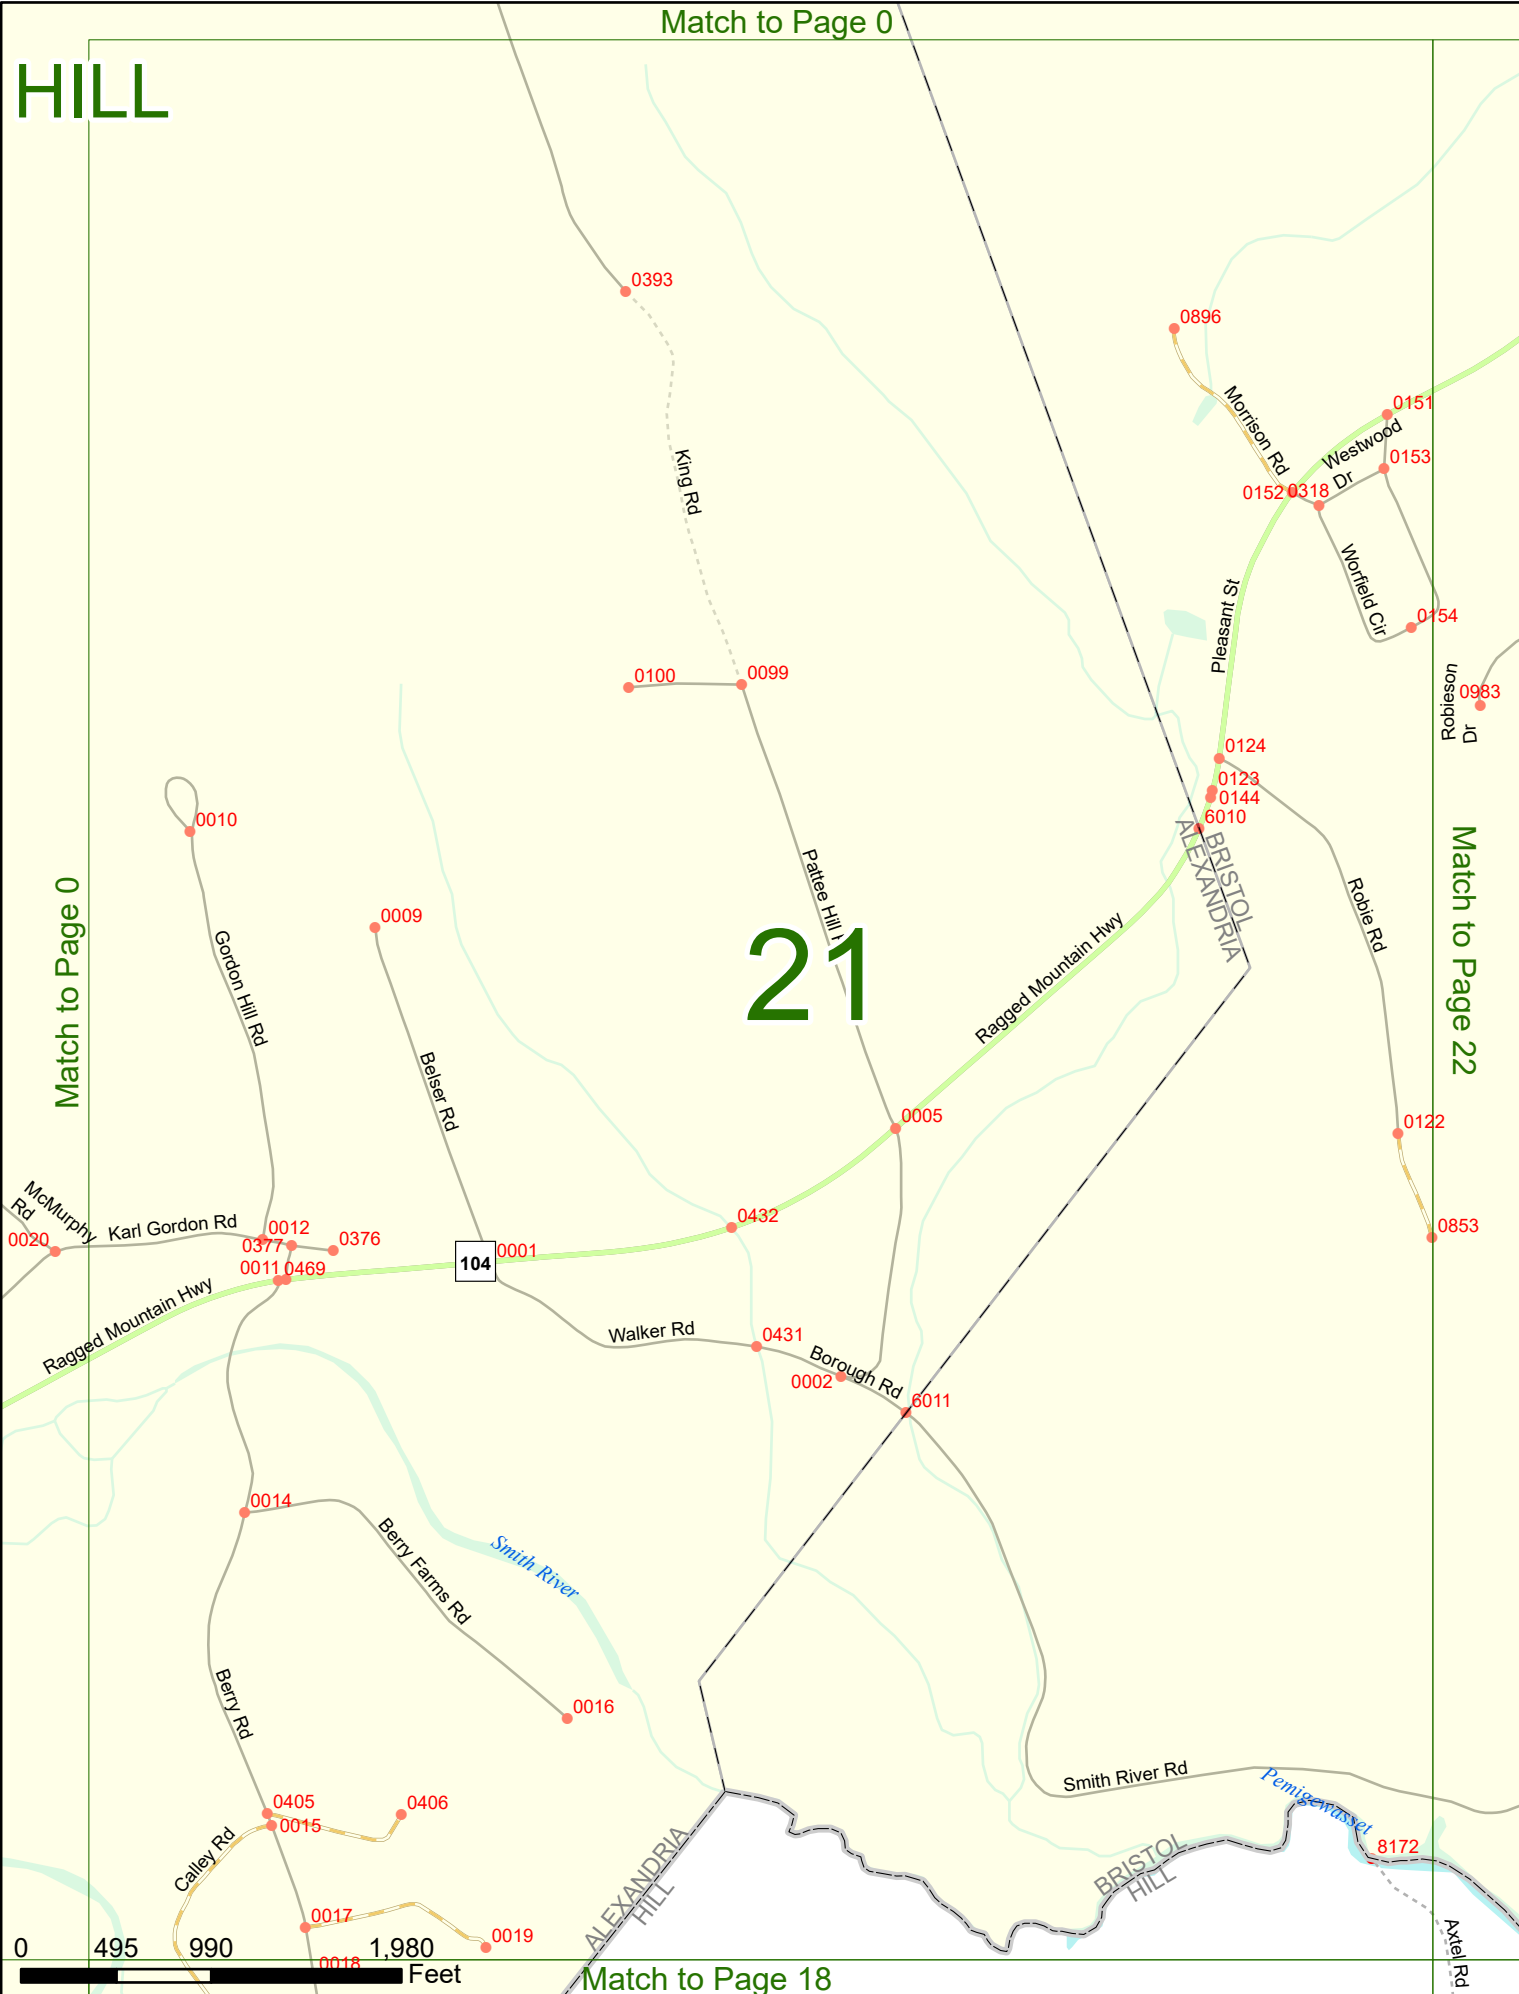 Match to Page 0
HILL
0393
0896
Morrison Rd
0151
Westwood
Dr
0153
0152
0318
King Rd
Worfield Cir
Pleasant St
0154
0100
0099
Robieson
Dr
0983
0124
0123
0144
6010
BRISTOL
ALEXANDRIA
0010
Match to Page 0
Match to Page 22
Pattee Hill
Robie Rd
0009
Gordon Hill Rd
21
Ragged Mountain Hwy
Belser Rd
0005
0122
McMurphy
Rd
Karl Gordon Rd
0012
0432
0020
0377
0376
0001
0853
104
0011
0469
Ragged Mountain Hwy
Walker Rd
0431
Borough Rd
0002
6011
0014
Berry Farms Rd
Smith River
Berry Rd
0016
Smith River Rd
Pemigewasset
0405
0406
0015
Calley Rd
ALEXANDRIA
HILL
BRISTOL
HILL
8172
0017
0019
Axtell Rd
0018
0 495 990 1,980
Feet
Match to Page 18